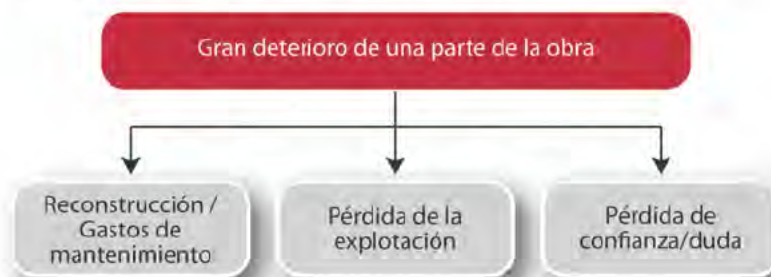 Gran deterioro de una parte de la obra
Reconstrucción /
Gastos de
mantenimiento
Pérdida de la
explotación
Pérdida de
confianza/duda